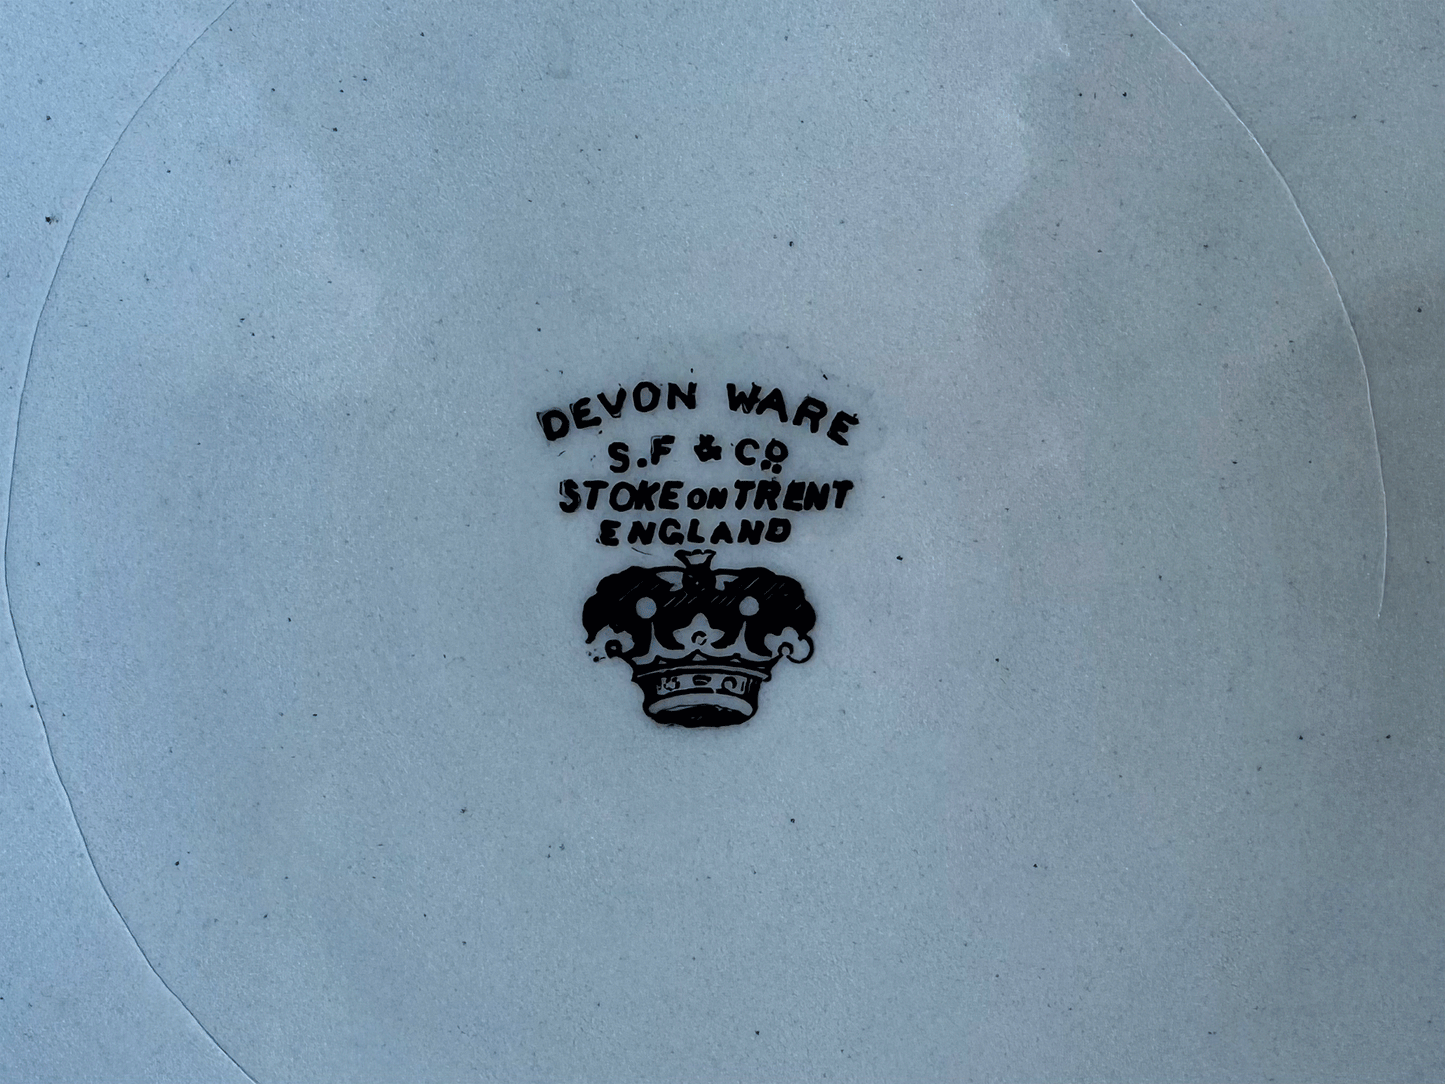 DEVON WARE
S.F & Co.
STOKE ON TRENT
ENGLAND